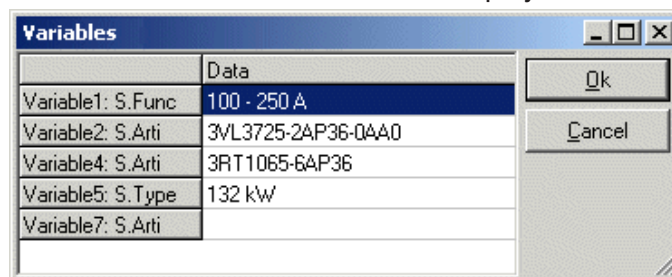 Variables
Data
Ok
Variable1: S.Func 100 - 250 A
Variable2: S.Arti 3VL3725-2AP36-0AA0
Cancel
Variable4: S.Arti 3RT1065-6AP36
Variable5: S.Type 132 kW
Variable7: S.Arti